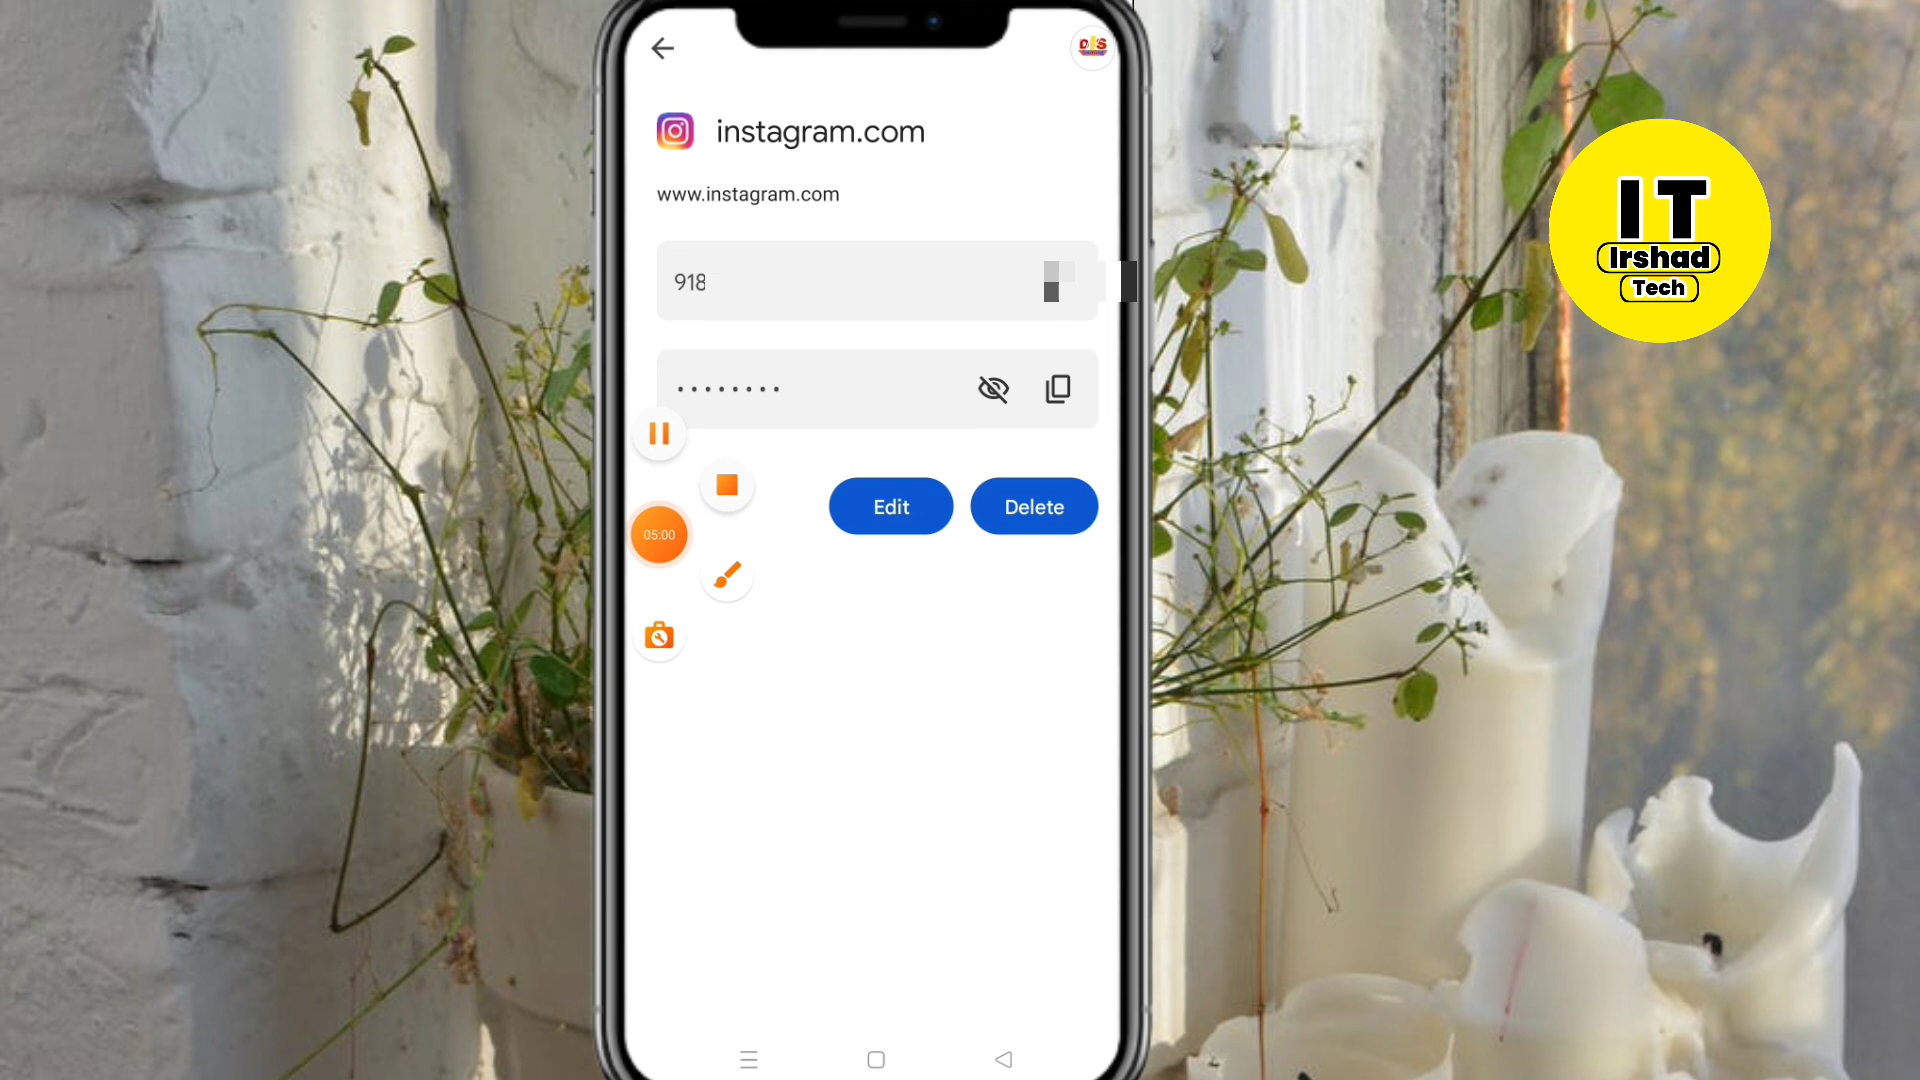 instagram.com
www.instagram.com
918
........
Edit
Delete
05:00
IT
Irshad
Tech